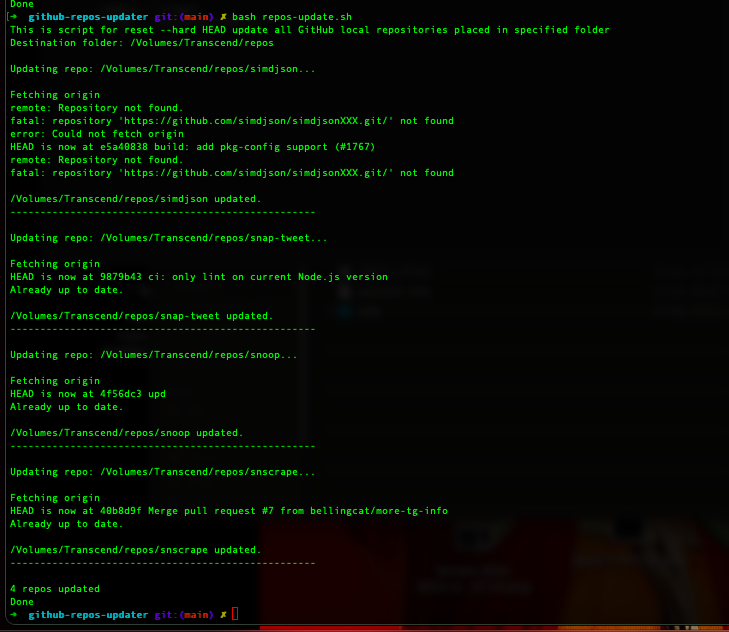 Done
[→ github-repos-updater git:(main) ✗ bash repos-update.sh
This is script for reset --hard HEAD update all GitHub local repositories placed in specified folder
Destination folder: /Volumes/Transcend/repos
Updating repo: /Volumes/Transcend/repos/simdjson...
Fetching origin
remote: Repository not found.
fatal: repository 'https://github.com/simdjson/simdjsonXXX.git/' not found
error: Could not fetch origin
HEAD is now at e5a40838 build: add pkg-config support (#1767)
remote: Repository not found.
fatal: repository 'https://github.com/simdjson/simdjsonXXX.git/' not found
/Volumes/Transcend/repos/simdjson updated.
---------------------------------------------------
Updating repo: /Volumes/Transcend/repos/snap-tweet...
Fetching origin
HEAD is now at 9879b43 ci: only lint on current Node.js version
Already up to date.
/Volumes/Transcend/repos/snap-tweet updated.
---------------------------------------------------
Updating repo: /Volumes/Transcend/repos/snoop...
Fetching origin
HEAD is now at 4f56dc3 upd
Already up to date.
/Volumes/Transcend/repos/snoop updated.
---------------------------------------------------
Updating repo: /Volumes/Transcend/repos/snscrape...
Fetching origin
HEAD is now at 40b8d9f Merge pull request #7 from bellingcat/more-tg-info
Already up to date.
/Volumes/Transcend/repos/snscrape updated.
---------------------------------------------------
4 repos updated
Done
→ github-repos-updater git:(main) ✗